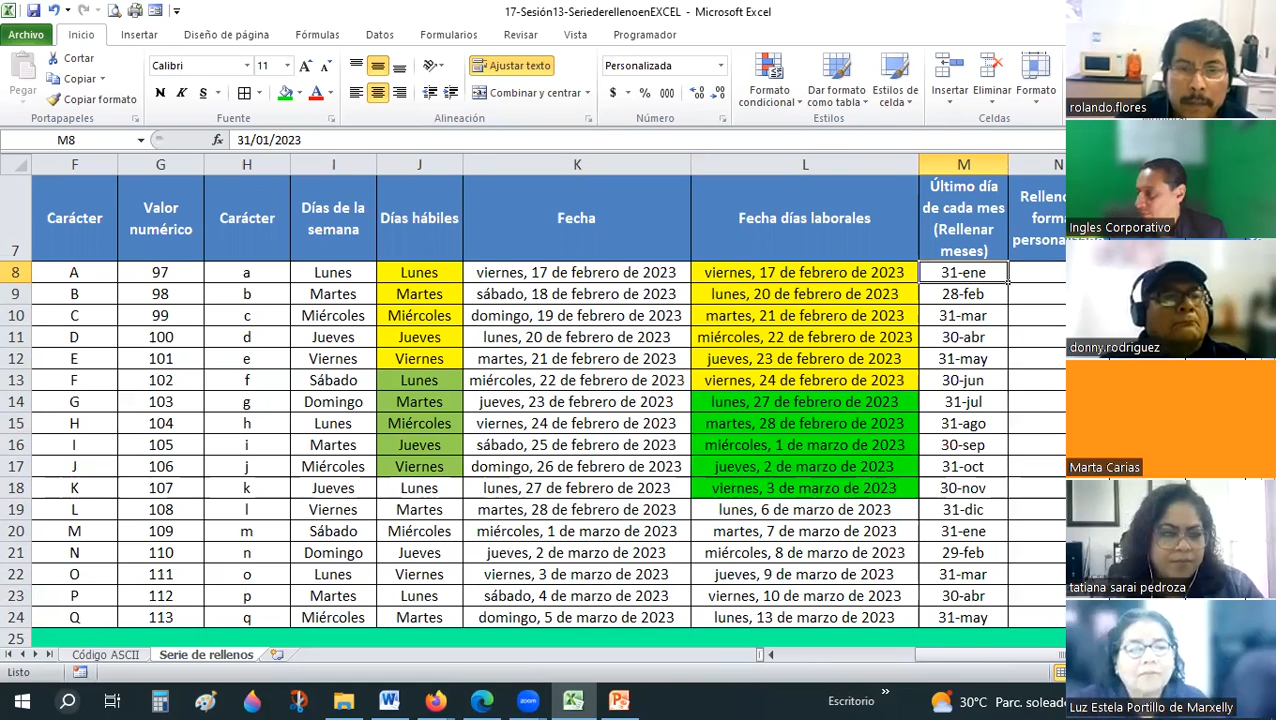 17-Sesión13-SeriederellenoenEXCEL - Microsoft Excel
Archivo Inicio Insertar Diseño de página Fórmulas Datos Formularios Revisar Vista Programador
Pegar Cortar Copiar Copiar formato
Calibri 11 N K S
Ajustar texto Combinar y centrar
Personalizada $ % 000
Formato condicional Dar formato como tabla Estilos de celda
Insertar Eliminar Formato
Portapapeles Fuente Alineación Número Estilos Celdas
M8 fx 31/01/2023
F G H I J K L M N
7 Carácter Valor numérico Carácter Días de la semana Días hábiles Fecha Fecha días laborales Último día de cada mes (Rellenar meses)
8 A 97 a Lunes Lunes viernes, 17 de febrero de 2023 viernes, 17 de febrero de 2023 31-ene
9 B 98 b Martes Martes sábado, 18 de febrero de 2023 lunes, 20 de febrero de 2023 28-feb
10 C 99 c Miércoles Miércoles domingo, 19 de febrero de 2023 martes, 21 de febrero de 2023 31-mar
11 D 100 d Jueves Jueves lunes, 20 de febrero de 2023 miércoles, 22 de febrero de 2023 30-abr
12 E 101 e Viernes Viernes martes, 21 de febrero de 2023 jueves, 23 de febrero de 2023 31-may
13 F 102 f Sábado Lunes miércoles, 22 de febrero de 2023 viernes, 24 de febrero de 2023 30-jun
14 G 103 g Domingo Martes jueves, 23 de febrero de 2023 lunes, 27 de febrero de 2023 31-jul
15 H 104 h Lunes Miércoles viernes, 24 de febrero de 2023 martes, 28 de febrero de 2023 31-ago
16 I 105 i Martes Jueves sábado, 25 de febrero de 2023 miércoles, 1 de marzo de 2023 30-sep
17 J 106 j Miércoles Viernes domingo, 26 de febrero de 2023 jueves, 2 de marzo de 2023 31-oct
18 K 107 k Jueves Lunes lunes, 27 de febrero de 2023 viernes, 3 de marzo de 2023 30-nov
19 L 108 l Viernes Martes martes, 28 de febrero de 2023 lunes, 6 de marzo de 2023 31-dic
20 M 109 m Sábado Miércoles miércoles, 1 de marzo de 2023 martes, 7 de marzo de 2023 31-ene
21 N 110 n Domingo Jueves jueves, 2 de marzo de 2023 miércoles, 8 de marzo de 2023 29-feb
22 O 111 o Lunes Viernes viernes, 3 de marzo de 2023 jueves, 9 de marzo de 2023 31-mar
23 P 112 p Martes Lunes sábado, 4 de marzo de 2023 viernes, 10 de marzo de 2023 30-abr
24 Q 113 q Miércoles Martes domingo, 5 de marzo de 2023 lunes, 13 de marzo de 2023 31-may
25
Código ASCII Serie de rellenos
Listo
zoom Escritorio 30°C Parc. solead
rolando.flores
Ingles Corporativo
donny.rodriguez
Marta Carias
tatiana sarai pedroza
Luz Estela Portillo de Marxelly